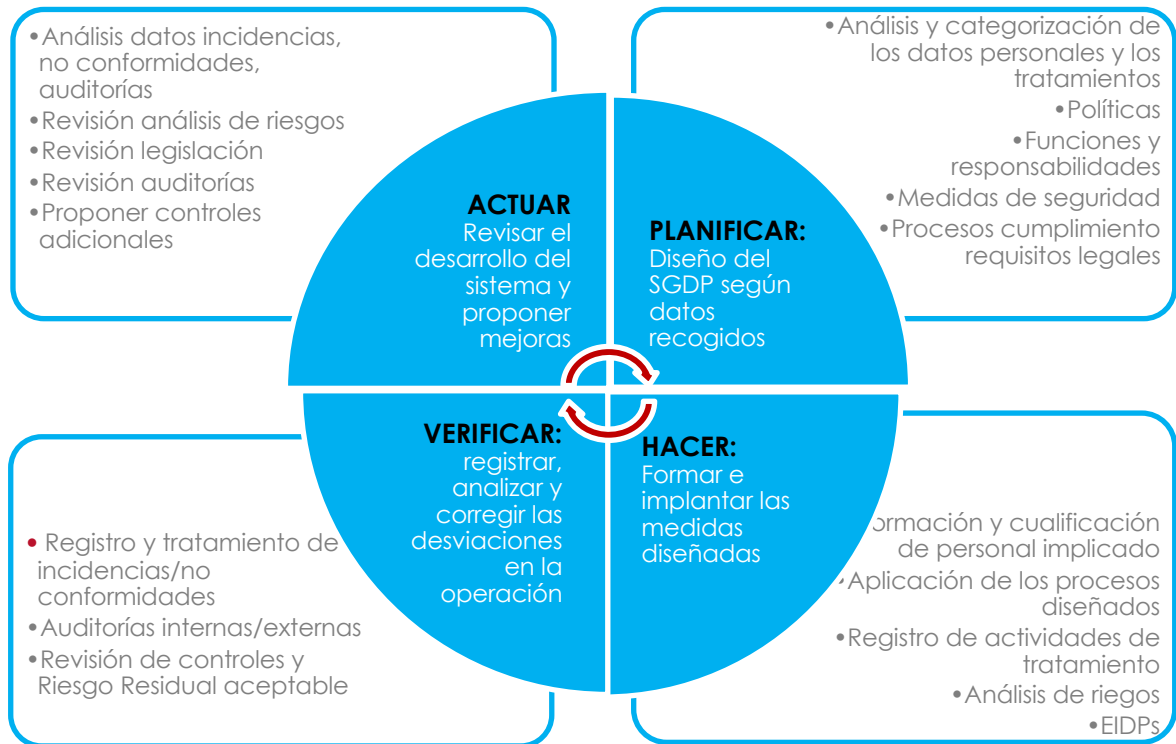 •Análisis datos incidencias,
no conformidades,
auditorías
•Revisión análisis de riesgos
•Revisión legislación
•Revisión auditorías
•Proponer controles
adicionales
•Análisis y categorización de
los datos personales y los
tratamientos
•Políticas
•Funciones y
responsabilidades
•Medidas de seguridad
•Procesos cumplimiento
requisitos legales
ACTUAR
Revisar el
desarrollo del
sistema y
proponer
mejoras
PLANIFICAR:
Diseño del
SGDP según
datos
recogidos
VERIFICAR:
registrar,
analizar y
corregir las
desviaciones
en la
operación
HACER:
Formar e
implantar las
medidas
diseñadas
• Registro y tratamiento de
incidencias/no
conformidades
•Auditorías internas/externas
•Revisión de controles y
Riesgo Residual aceptable
ormación y cualificación
de personal implicado
•Aplicación de los procesos
diseñados
•Registro de actividades de
tratamiento
•Análisis de riegos
•EIDPs